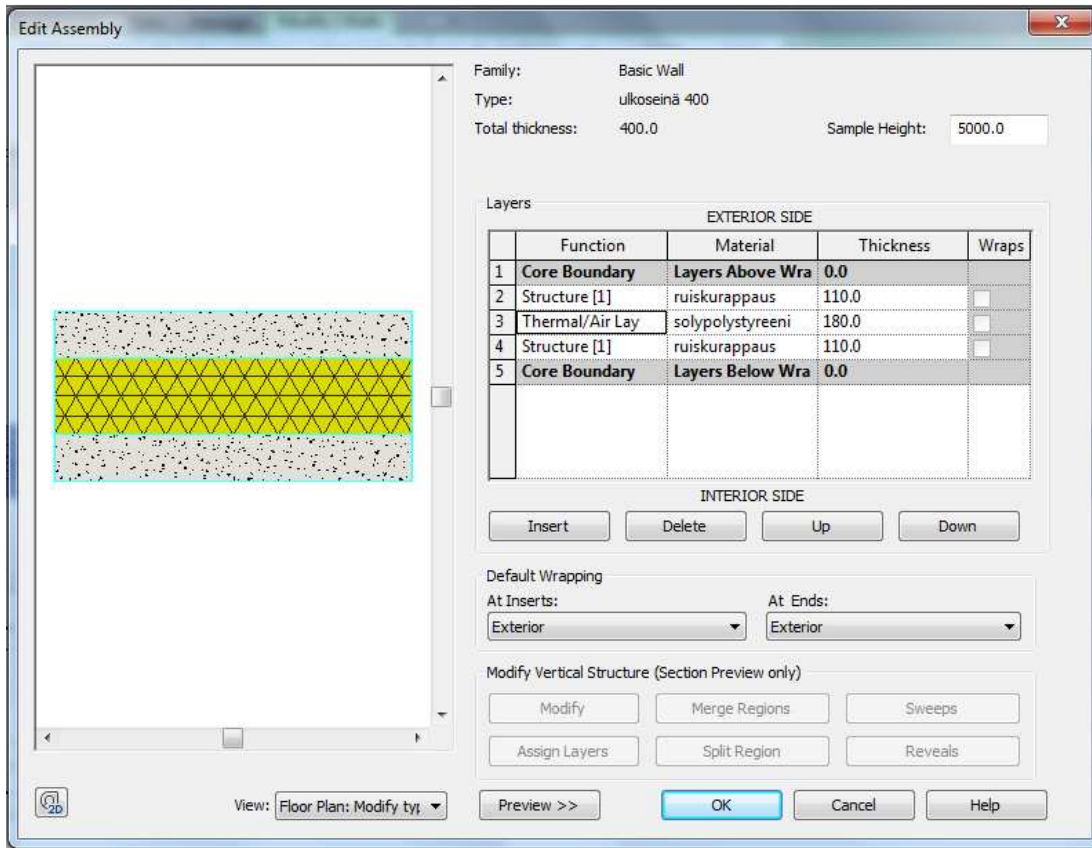 Edit Assembly
Family: Basic Wall
Type: ulkoseinä 400
Total thickness: 400.0 Sample Height: 5000.0
Layers
EXTERIOR SIDE
Function Material Thickness Wraps
1 Core Boundary Layers Above Wra 0.0
2 Structure [1] ruiskurappaus 110.0
3 Thermal/Air Lay solypolystyreeni 180.0
4 Structure [1] ruiskurappaus 110.0
5 Core Boundary Layers Below Wra 0.0
INTERIOR SIDE
Insert Delete Up Down
Default Wrapping
At Inserts: At Ends:
Exterior Exterior
Modify Vertical Structure (Section Preview only)
Modify Merge Regions Sweeps
Assign Layers Split Region Reveals
2D View: Floor Plan: Modify typ Preview >> OK Cancel Help